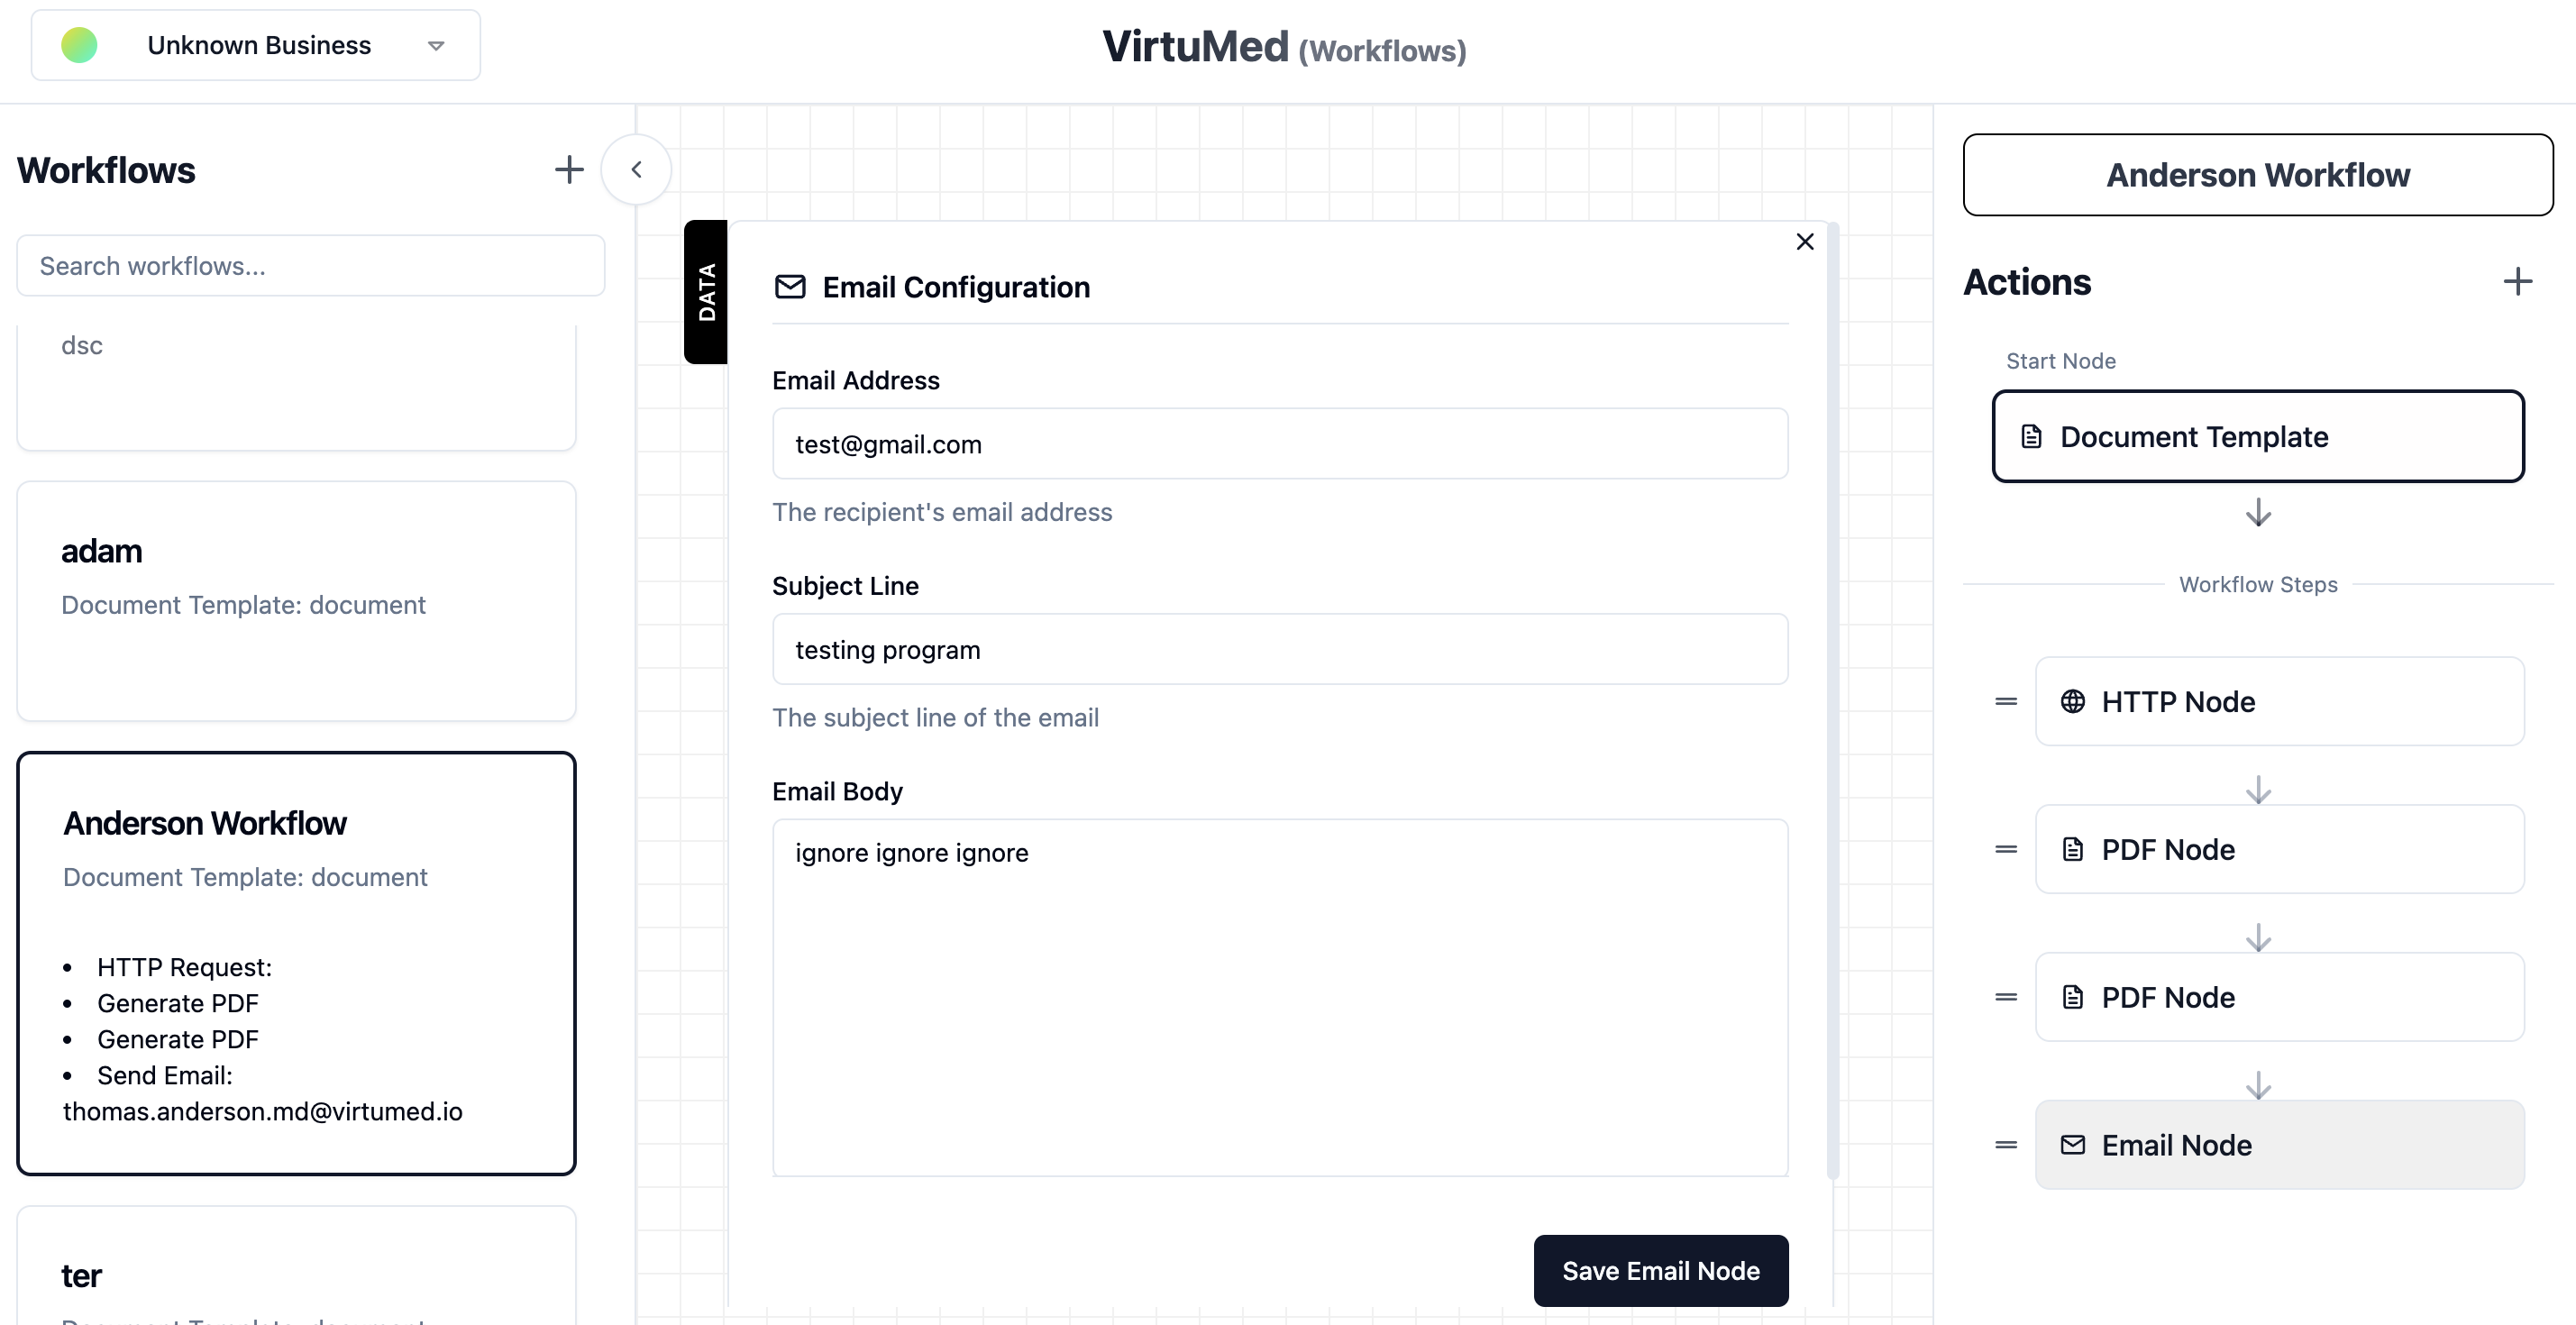 Unknown Business
VirtuMed (Workflows)
Workflows
Search workflows...
dsc
adam
Document Template: document
Anderson Workflow
Document Template: document
• HTTP Request:
• Generate PDF
• Generate PDF
• Send Email:
thomas.anderson.md@virtumed.io
ter
Document Template: document
DATA
Email Configuration
Email Address
test@gmail.com
The recipient's email address
Subject Line
testing program
The subject line of the email
Email Body
ignore ignore ignore
Save Email Node
Anderson Workflow
Actions
Start Node
Document Template
Workflow Steps
HTTP Node
PDF Node
PDF Node
Email Node